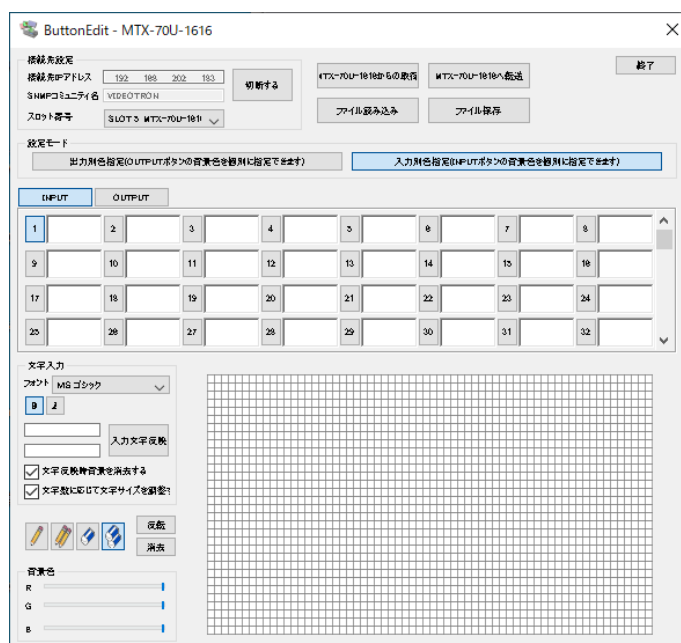 ButtonEdit - MTX-70U-1616
接続先設定
接続先IPアドレス 192 168 202 183
切断する
SNMPコミュニティ名 VIDEOTRON
スロット番号 SLOT5 MTX-70U-161(
MTX-70U-1616からの取得
MTX-70U-1616へ転送
終了
ファイル読み込み
ファイル保存
設定モード
出力別色指定(OUTPUTボタンの背景色を個別に指定できます)
入力別色指定(INPUTボタンの背景色を個別に指定できます)
INPUT OUTPUT
1 2 3 4 5 6 7 8
9 10 11 12 13 14 15 16
17 18 19 20 21 22 23 24
25 26 27 28 29 30 31 32
文字入力
フォント MS ゴシック
B I
入力文字反映
文字反映時背景を消去する
文字数に応じて文字サイズを調整す
反転
消去
背景色
R
G
B